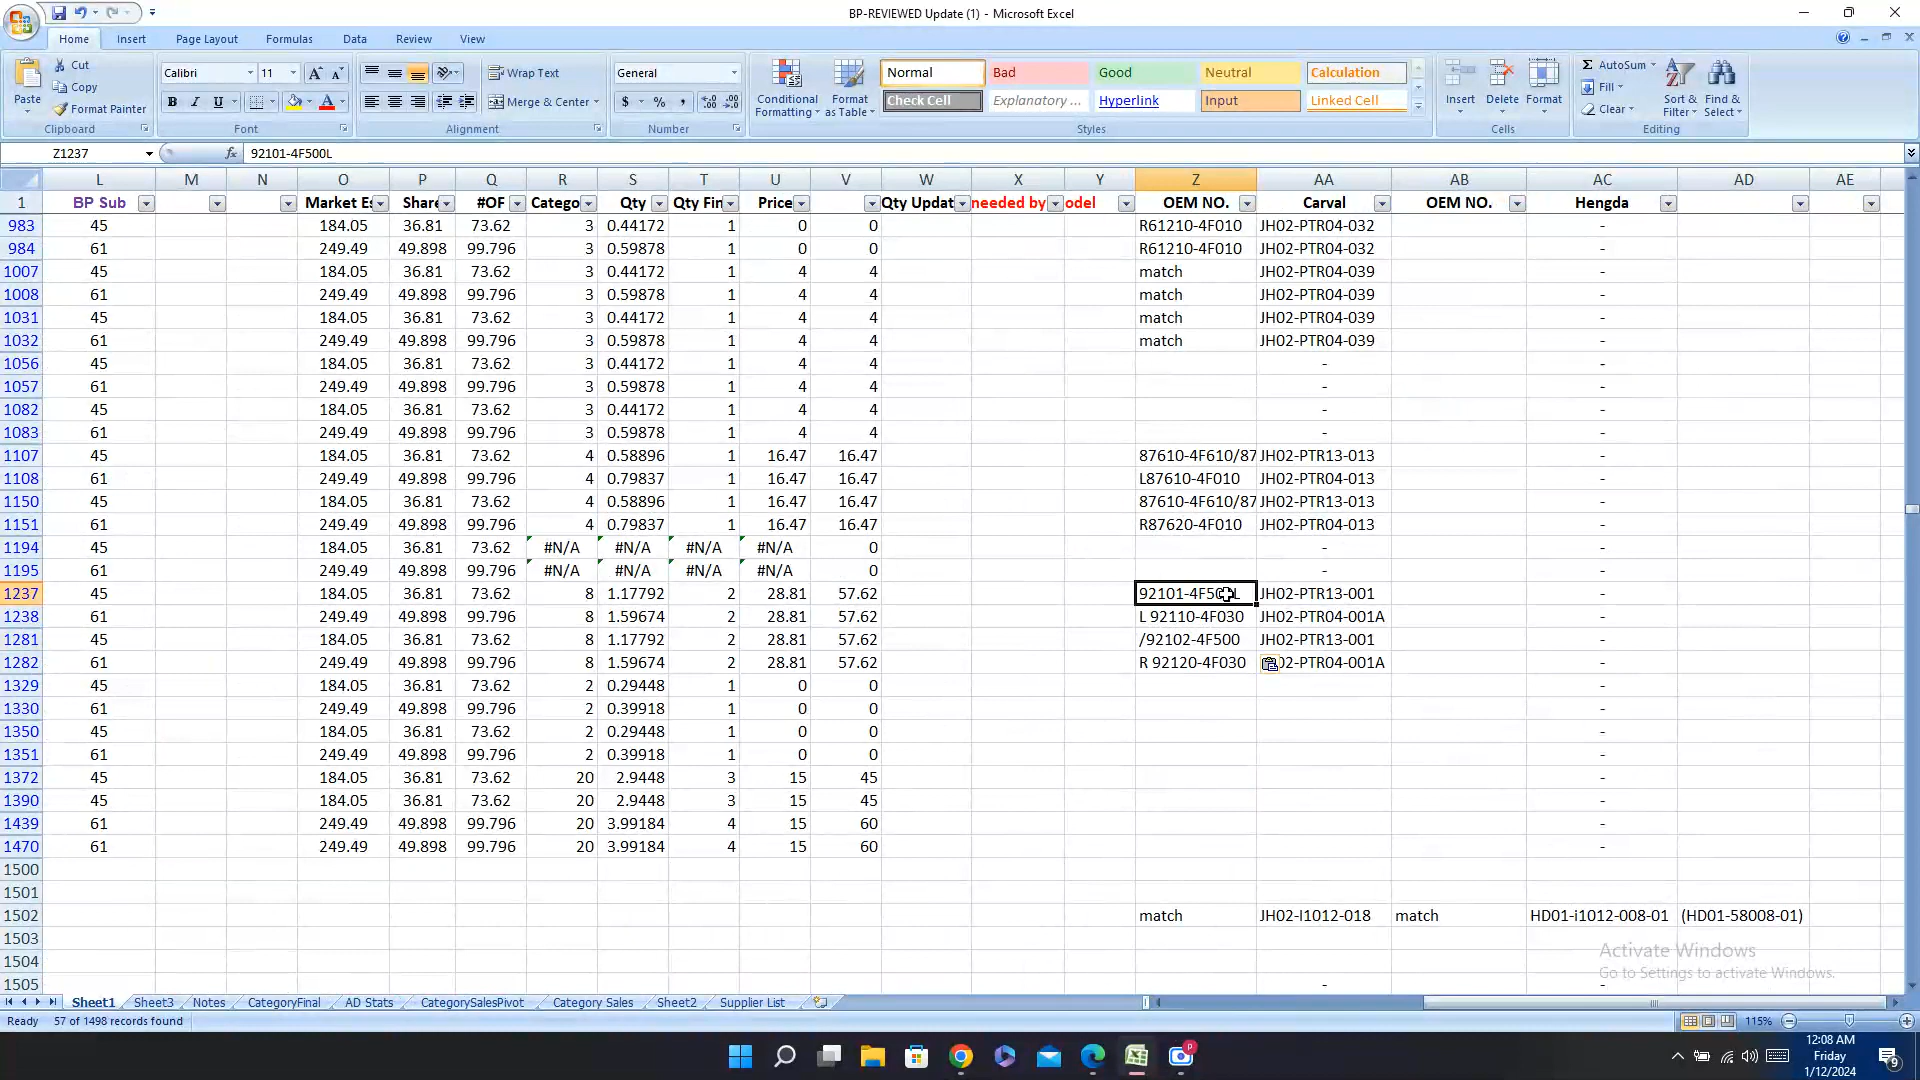 BP-REVIEWED Update (1) - Microsoft Excel
Home Insert Page Layout Formulas Data Review View
Paste Cut Copy Format Painter Clipboard
Calibri 11 B I U Font
Wrap Text Merge & Center Alignment
General $ % , Number
Conditional Formatting Format as Table
Normal Bad Good Neutral Calculation
Check Cell Explanatory ... Hyperlink Input Linked Cell
Styles
Insert Delete Format Cells
AutoSum Fill Clear Sort & Filter Find & Select Editing
Z1237 fx 92101-4F500L
L M N O P Q R S T U V W X Y Z AA AB AC AD AE
1 BP Sub Market Es Share #OF Catego Qty Qty Fin Price Qty Updat needed by odel OEM NO. Carval OEM NO. Hengda
983 45 184.05 36.81 73.62 3 0.44172 1 0 0 R61210-4F010 JH02-PTR04-032 -
984 61 249.49 49.898 99.796 3 0.59878 1 0 0 R61210-4F010 JH02-PTR04-032 -
1007 45 184.05 36.81 73.62 3 0.44172 1 4 4 match JH02-PTR04-039 -
1008 61 249.49 49.898 99.796 3 0.59878 1 4 4 match JH02-PTR04-039 -
1031 45 184.05 36.81 73.62 3 0.44172 1 4 4 match JH02-PTR04-039 -
1032 61 249.49 49.898 99.796 3 0.59878 1 4 4 match JH02-PTR04-039 -
1056 45 184.05 36.81 73.62 3 0.44172 1 4 4 - -
1057 61 249.49 49.898 99.796 3 0.59878 1 4 4 - -
1082 45 184.05 36.81 73.62 3 0.44172 1 4 4 - -
1083 61 249.49 49.898 99.796 3 0.59878 1 4 4 - -
1107 45 184.05 36.81 73.62 4 0.58896 1 16.47 16.47 87610-4F610/87 JH02-PTR13-013 -
1108 61 249.49 49.898 99.796 4 0.79837 1 16.47 16.47 L87610-4F010 JH02-PTR04-013 -
1150 45 184.05 36.81 73.62 4 0.58896 1 16.47 16.47 87610-4F610/87 JH02-PTR13-013 -
1151 61 249.49 49.898 99.796 4 0.79837 1 16.47 16.47 R87620-4F010 JH02-PTR04-013 -
1194 45 184.05 36.81 73.62 #N/A #N/A #N/A #N/A 0 - -
1195 61 249.49 49.898 99.796 #N/A #N/A #N/A #N/A 0 - -
1237 45 184.05 36.81 73.62 8 1.17792 2 28.81 57.62 92101-4F500L JH02-PTR13-001 -
1238 61 249.49 49.898 99.796 8 1.59674 2 28.81 57.62 L 92110-4F030 JH02-PTR04-001A -
1281 45 184.05 36.81 73.62 8 1.17792 2 28.81 57.62 /92102-4F500 JH02-PTR13-001 -
1282 61 249.49 49.898 99.796 8 1.59674 2 28.81 57.62 R 92120-4F030 02-PTR04-001A -
1329 45 184.05 36.81 73.62 2 0.29448 1 0 0 -
1330 61 249.49 49.898 99.796 2 0.39918 1 0 0 -
1350 45 184.05 36.81 73.62 2 0.29448 1 0 0 -
1351 61 249.49 49.898 99.796 2 0.39918 1 0 0 -
1372 45 184.05 36.81 73.62 20 2.9448 3 15 45 -
1390 45 184.05 36.81 73.62 20 2.9448 3 15 45 -
1439 61 249.49 49.898 99.796 20 3.99184 4 15 60 -
1470 61 249.49 49.898 99.796 20 3.99184 4 15 60 -
1500
1501
1502 match JH02-I1012-018 match HD01-i1012-008-01 (HD01-58008-01)
1503
1504
1505 - -
Activate Windows
Go to Settings to activate Windows.
Sheet1 Sheet3 Notes CategoryFinal AD Stats CategorySalesPivot Category Sales Sheet2 Supplier List
Ready 57 of 1498 records found 115%
12:08 AM
Friday
1/12/2024
9